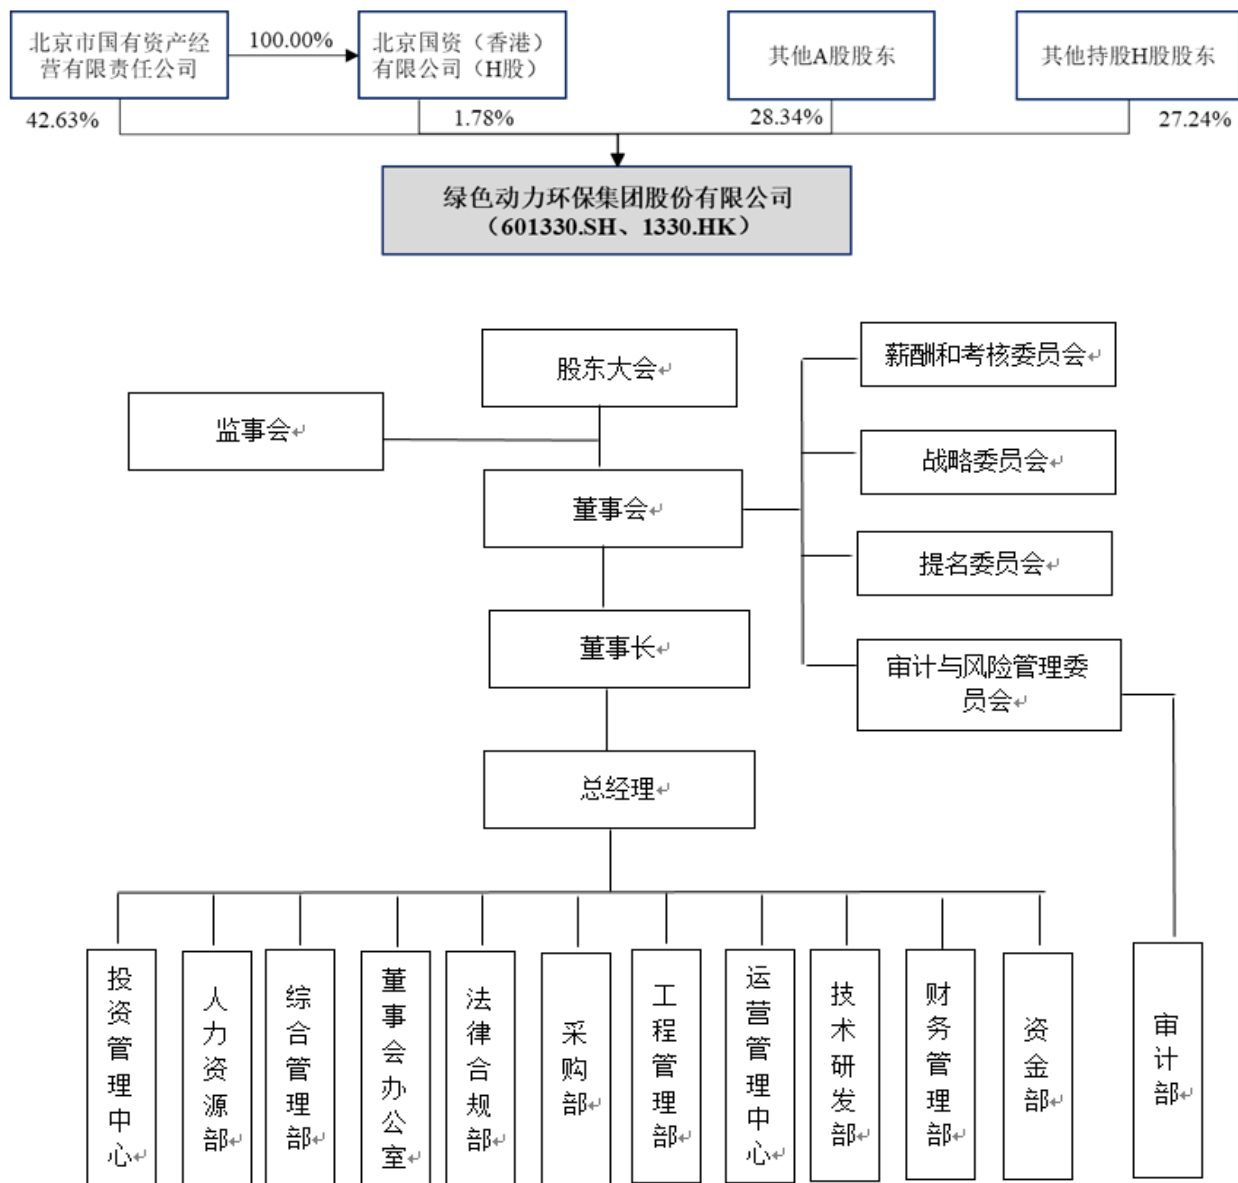 北京市国有资产经
营有限责任公司
100.00%
北京国资（香港）
有限公司（H股）
其他A股股东
其他持股H股股东
42.63%
1.78%
28.34%
27.24%
绿色动力环保集团股份有限公司
（601330.SH、1330.HK）
股东大会↵
薪酬和考核委员会↵
监事会↵
战略委员会↵
董事会↵
提名委员会↵
董事长↵
审计与风险管理委
员会↵
总经理↵
投资管理中心↵
人力资源部↵
综合管理部↵
董事会办公室↵
法律合规部↵
采购部↵
工程管理部↵
运营管理中心↵
技术研发部↵
财务管理部↵
资金部↵
审计部↵